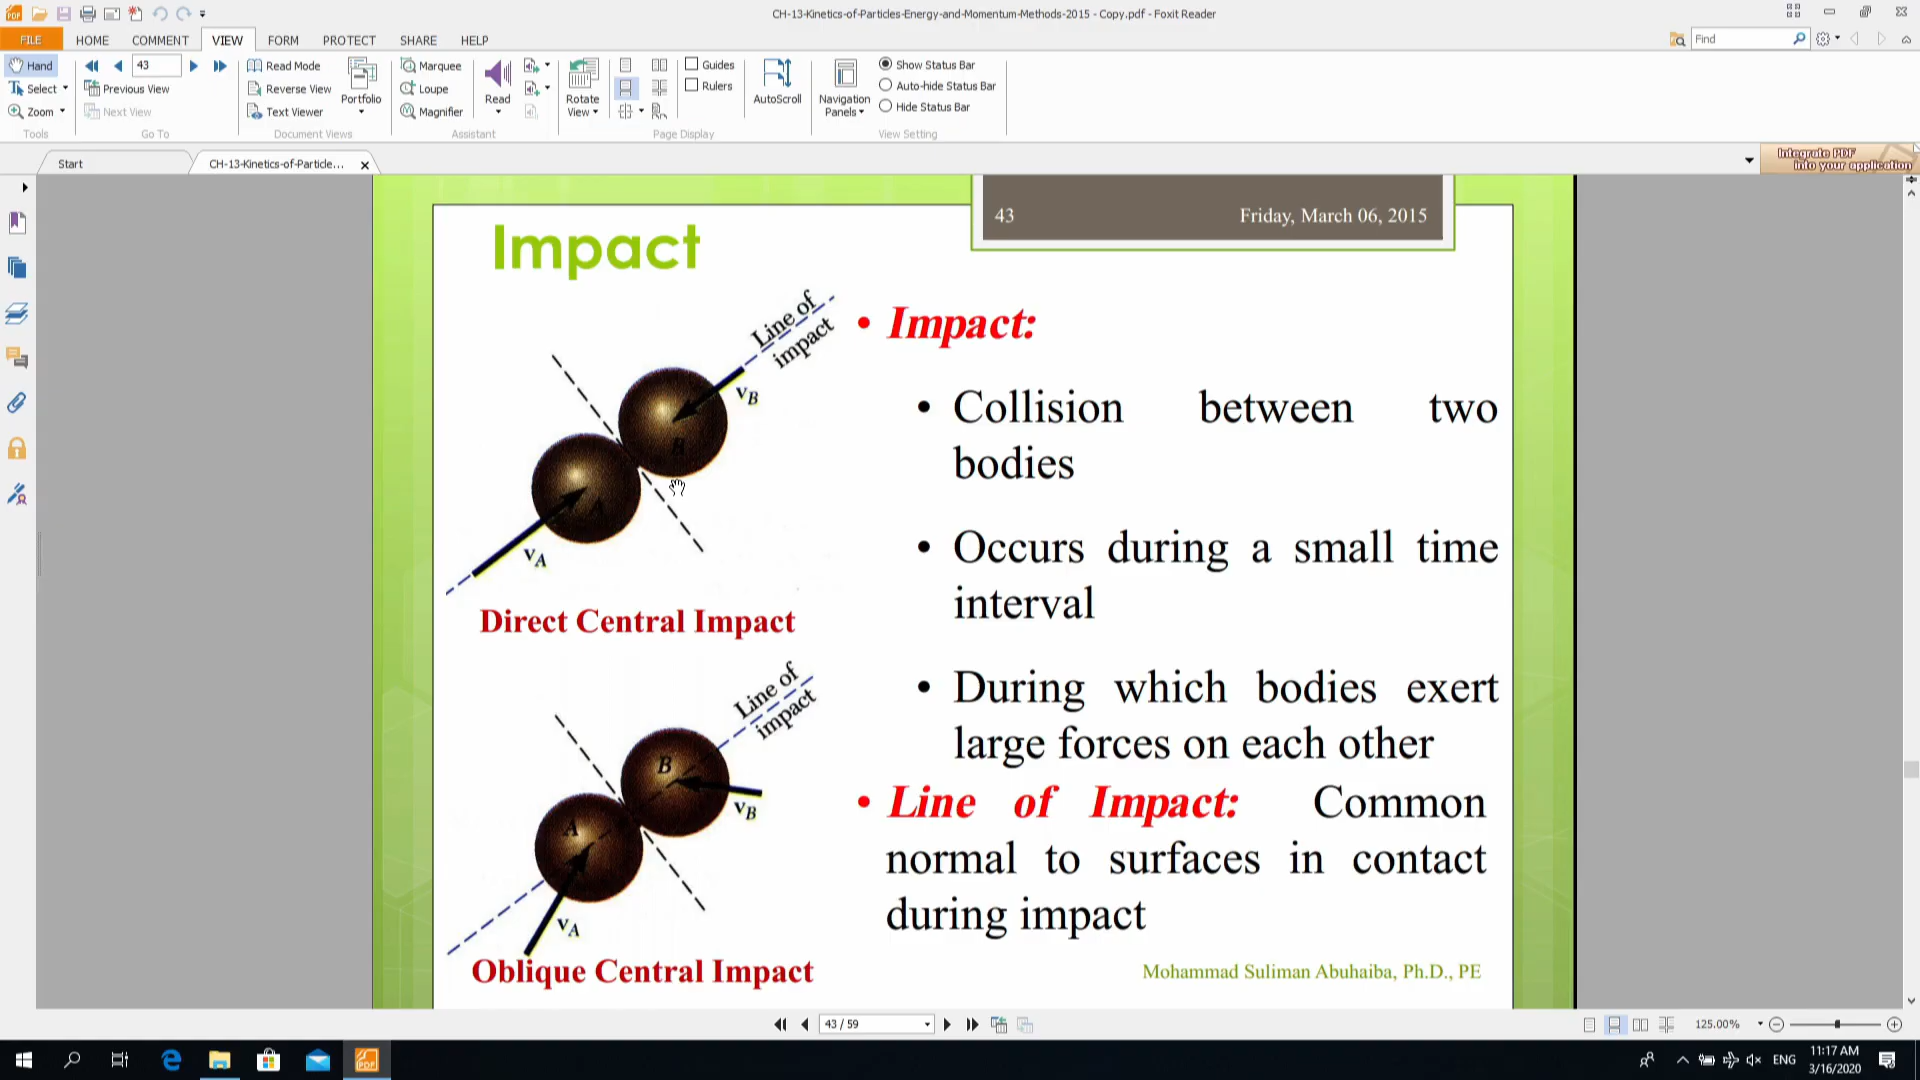 CH-13-Kinetics-of-Particles-Energy-and-Momentum-Methods-2015 - Copy.pdf - Foxit Reader
FILE HOME COMMENT VIEW FORM PROTECT SHARE HELP
Find
Hand
Select
Zoom
Tools
43
Previous View
Next View
Go To
Read Mode
Reverse View
Text Viewer
Portfolio
Document Views
Marquee
Loupe
Magnifier
Read
Assistant
Rotate
View
Guides
Rulers
Page Display
AutoScroll
Navigation
Panels
Show Status Bar
Auto-hide Status Bar
Hide Status Bar
View Setting
Start
CH-13-Kinetics-of-Particle...
Integrate PDF
into your application
43 Friday, March 06, 2015
Impact
Line of
impact
vB
B
A
vA
Direct Central Impact
Line of
impact
B
vB
A
vA
Oblique Central Impact
• Impact:
• Collision between two
bodies
• Occurs during a small time
interval
• During which bodies exert
large forces on each other
• Line of Impact: Common
normal to surfaces in contact
during impact
Mohammad Suliman Abuhaiba, Ph.D., PE
43 / 59
125.00%
PDF
ENG
11:17 AM
3/16/2020